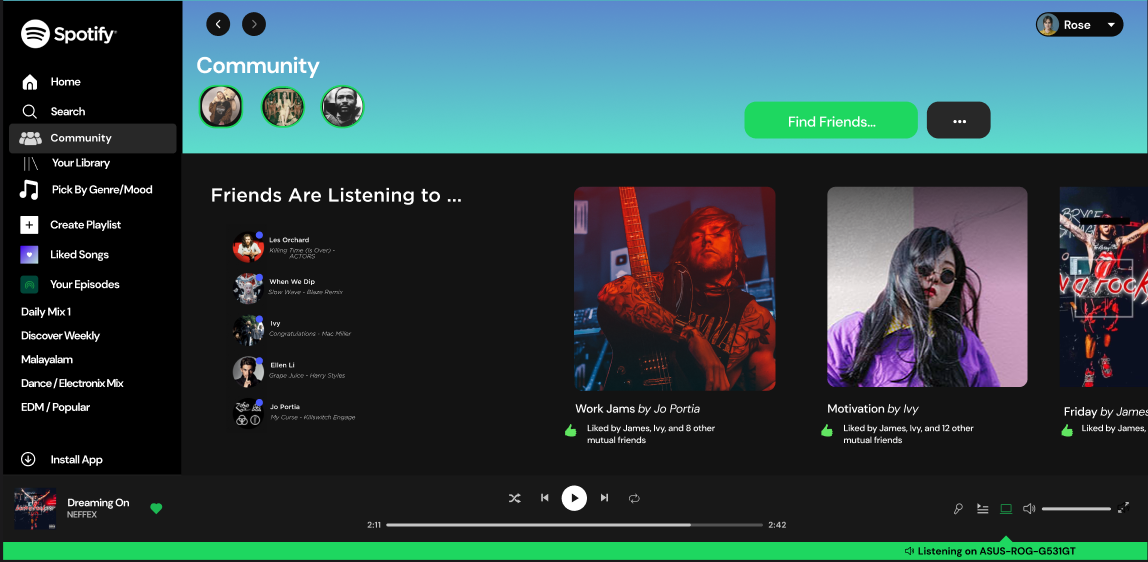 Spotify
Home
Search
Community
Your Library
Pick By Genre/Mood
Create Playlist
Liked Songs
Your Episodes
Daily Mix 1
Discover Weekly
Malayalam
Dance / Electronix Mix
EDM / Popular
Install App
Rose
Community
Find Friends...
...
Friends Are Listening to ...
Les Orchard
Killing Time (Is Over) -
ACTORS
When We Dip
Slow Wave - Blaze Remix
Ivy
Congratulations - Mac Miller
Ellen Li
Grape Juice - Harry Styles
Jo Portia
My Curse - Killswitch Engage
Work Jams by Jo Portia
Liked by James, Ivy, and 8 other
mutual friends
Motivation by Ivy
Liked by James, Ivy, and 12 other
mutual friends
BRYCE
Friday by James
Liked by James,
Dreaming On
NEFFEX
2:11
2:42
Listening on ASUS-ROG-G531GT